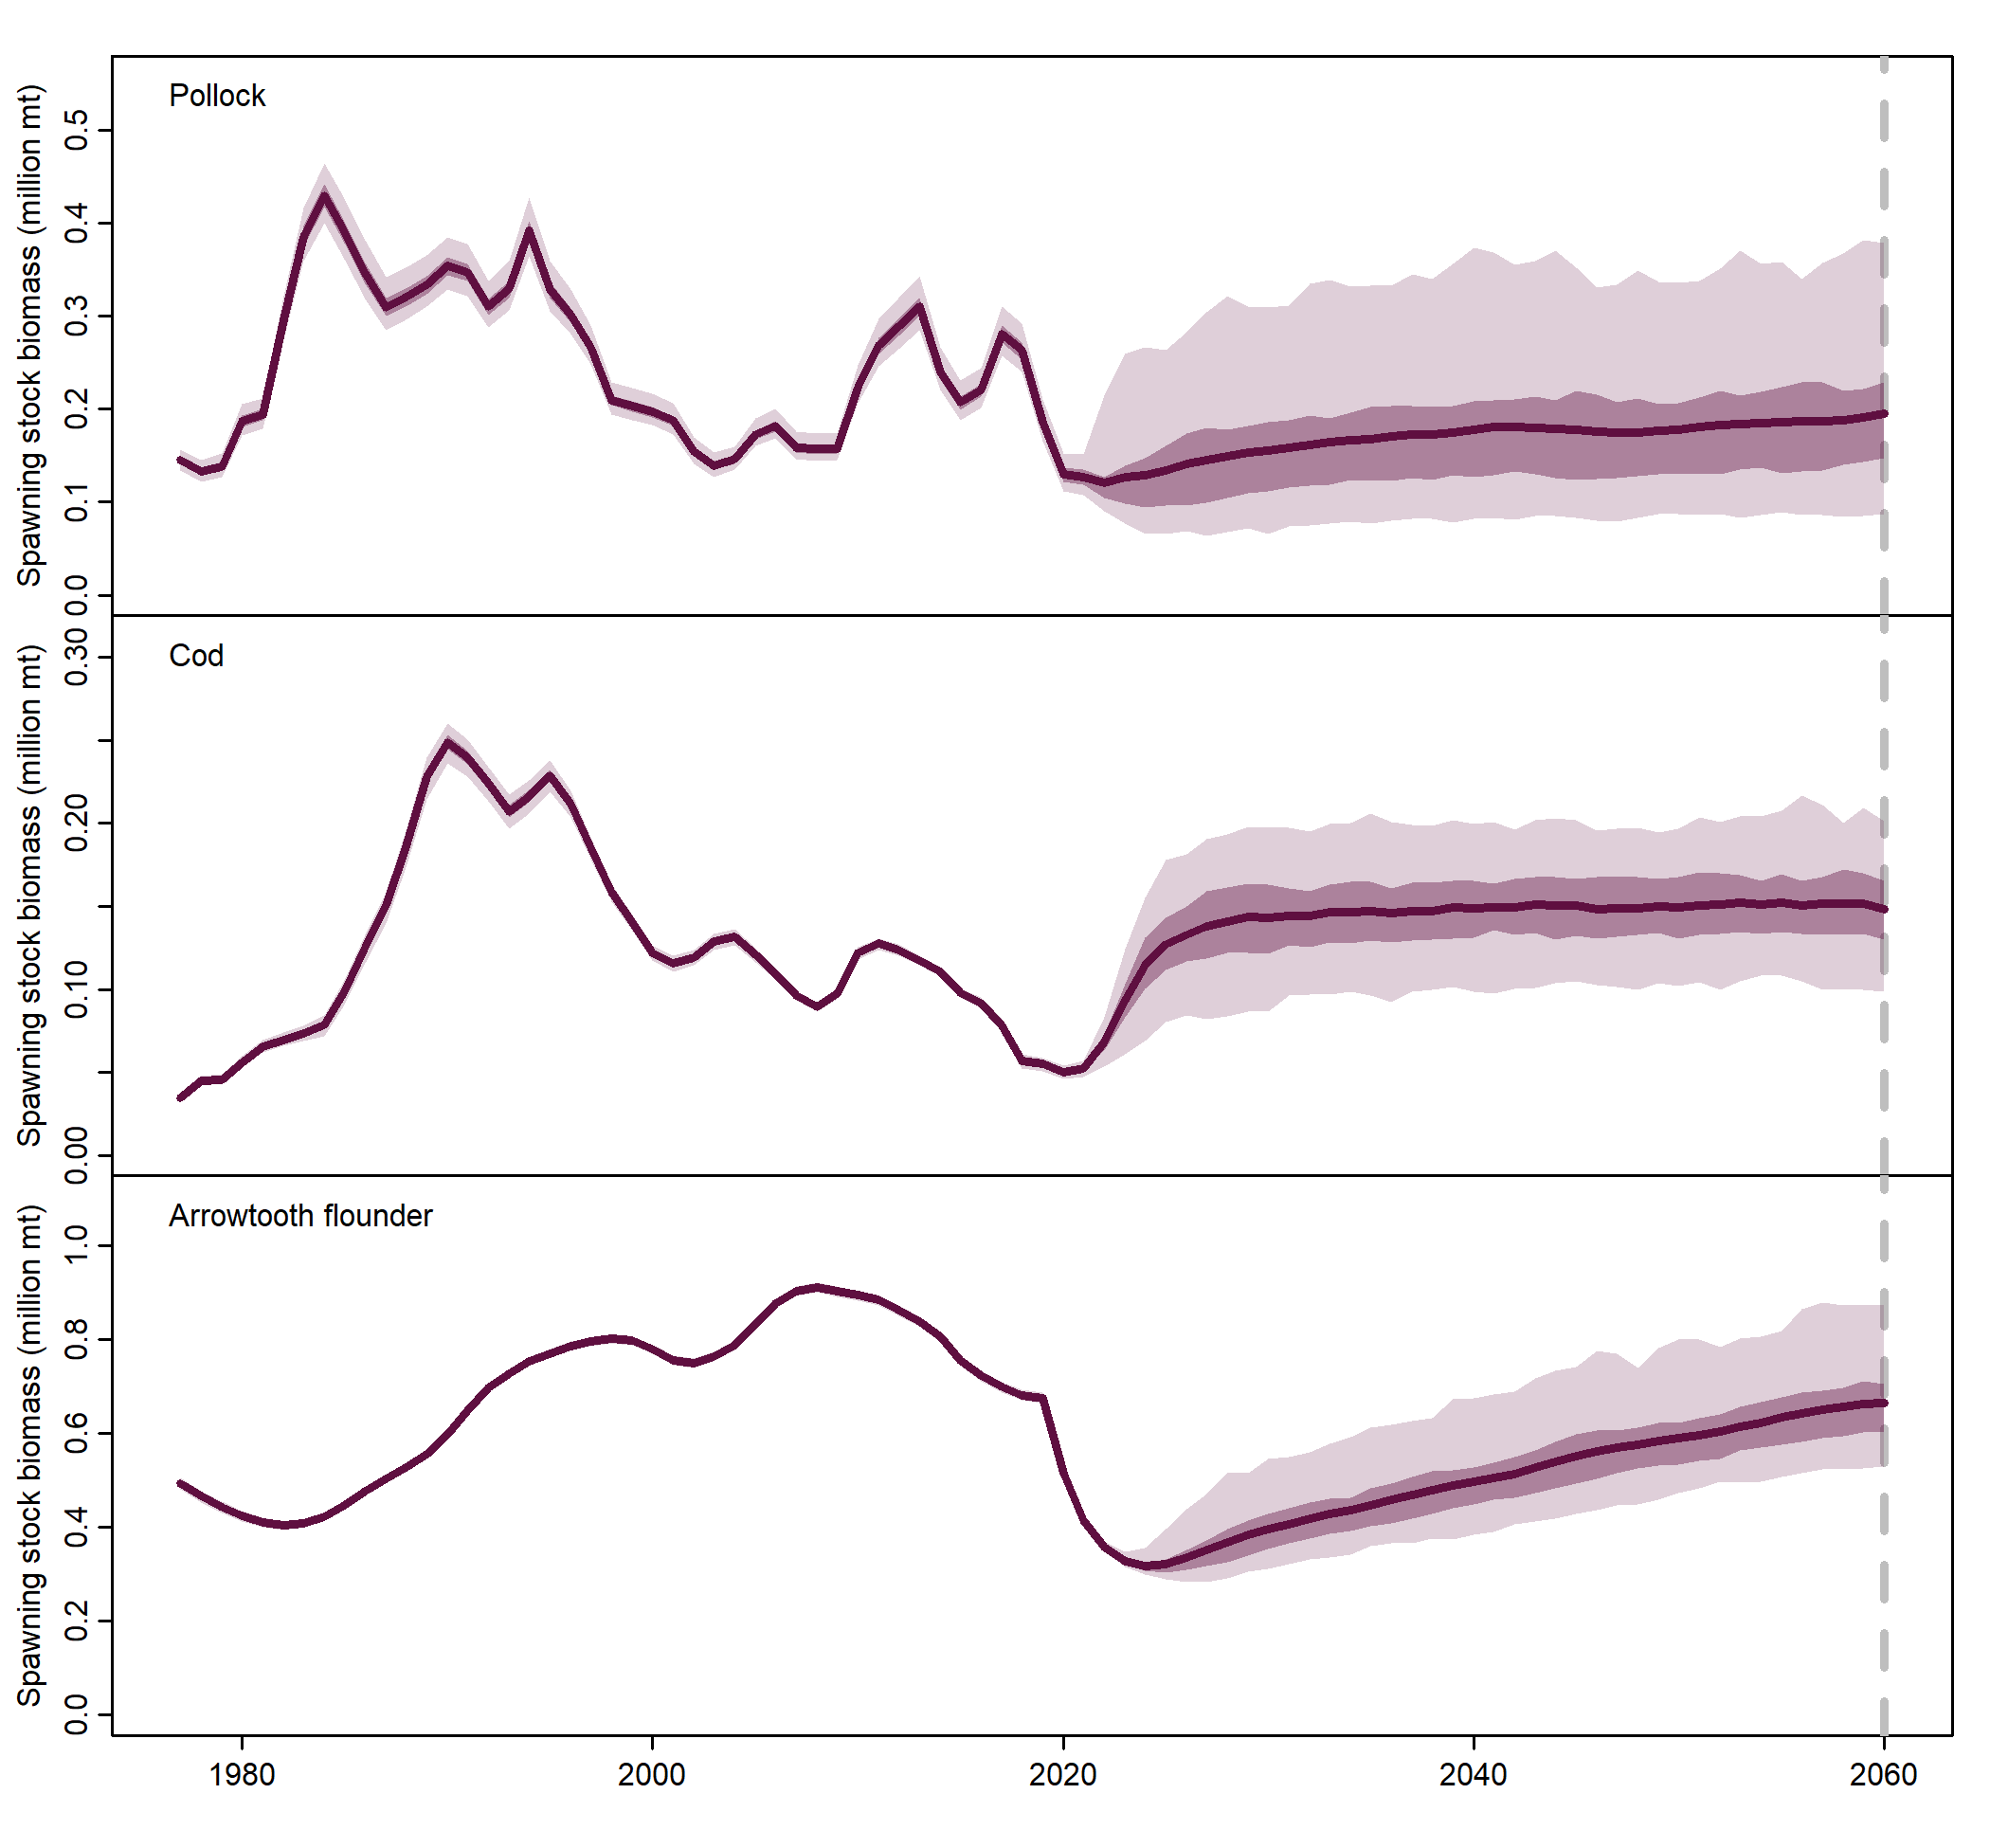 Pollock
Spawning stock biomass (million mt)
0.5
0.4
0.3
0.2
0.1
0.0
Cod
Spawning stock biomass (million mt)
0.30
0.20
0.10
0.00
Arrowtooth flounder
Spawning stock biomass (million mt)
1.0
0.8
0.6
0.4
0.2
0.0
1980 2000 2020 2040 2060